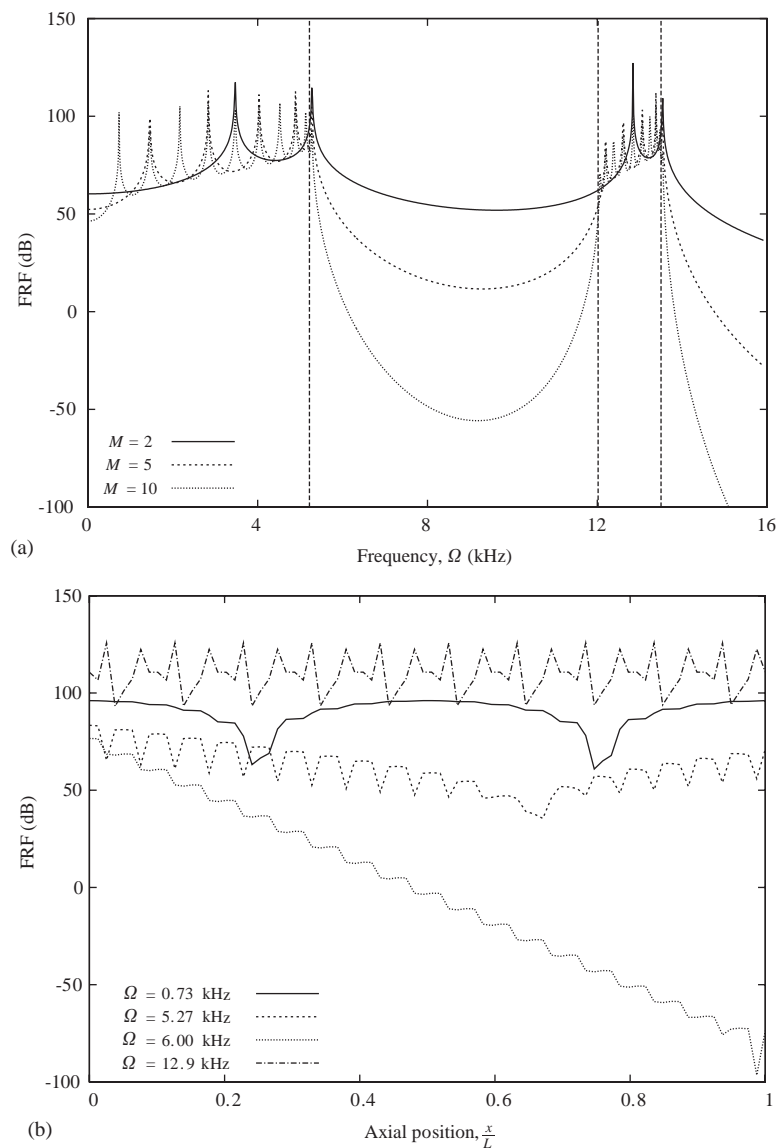 150
100
50
0
-50
-100
FRF (dB)
M = 2
M = 5
M = 10
0
4
8
12
16
(a)
Frequency, Ω (kHz)
150
100
50
0
-50
-100
FRF (dB)
Ω = 0.73 kHz
Ω = 5.27 kHz
Ω = 6.00 kHz
Ω = 12.9 kHz
0
0.2
0.4
0.6
0.8
1
(b)
Axial position, x/L